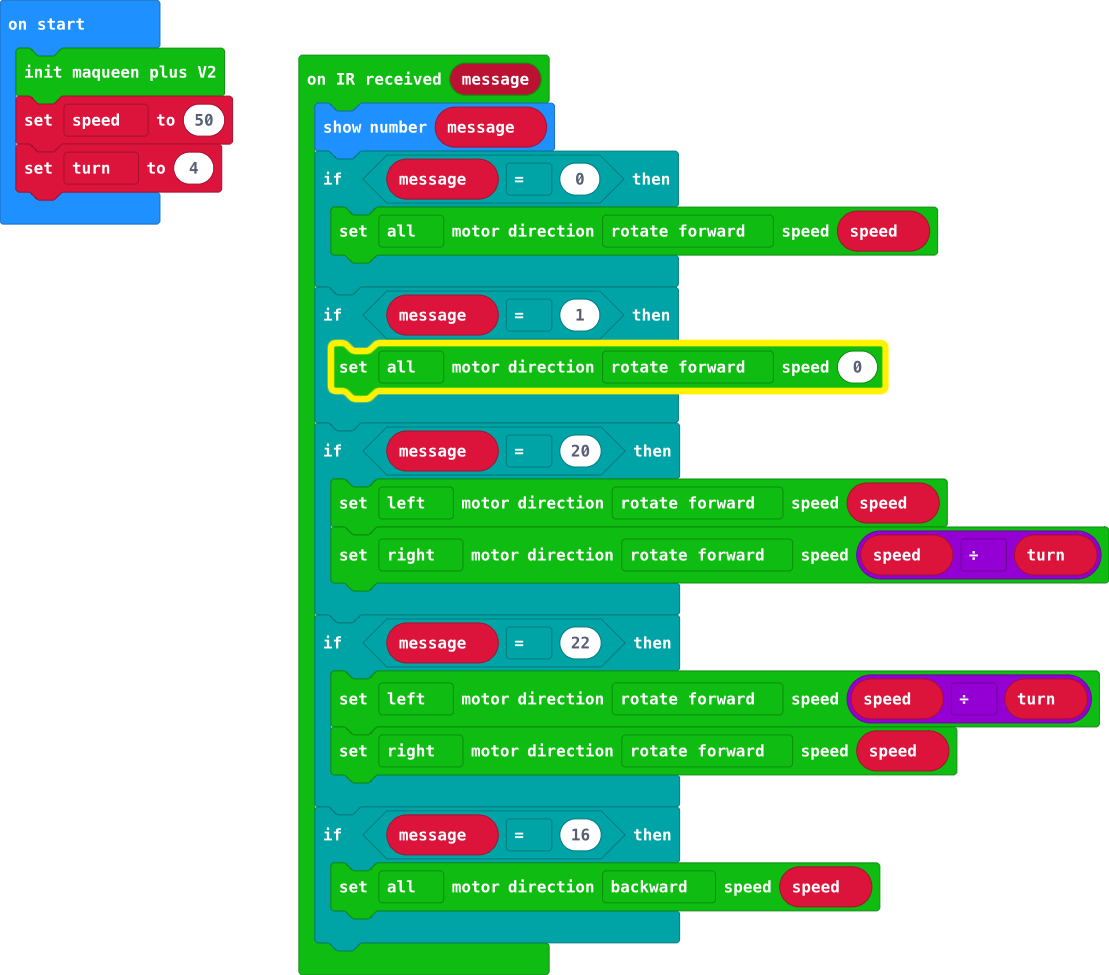 on start
init maqueen plus V2
set speed to 50
set turn to 4
on IR received message
show number message
if message = 0 then
set all motor direction rotate forward speed speed
if message = 1 then
set all motor direction rotate forward speed 0
if message = 20 then
set left motor direction rotate forward speed speed
set right motor direction rotate forward speed speed ÷ turn
if message = 22 then
set left motor direction rotate forward speed speed ÷ turn
set right motor direction rotate forward speed speed
if message = 16 then
set all motor direction backward speed speed